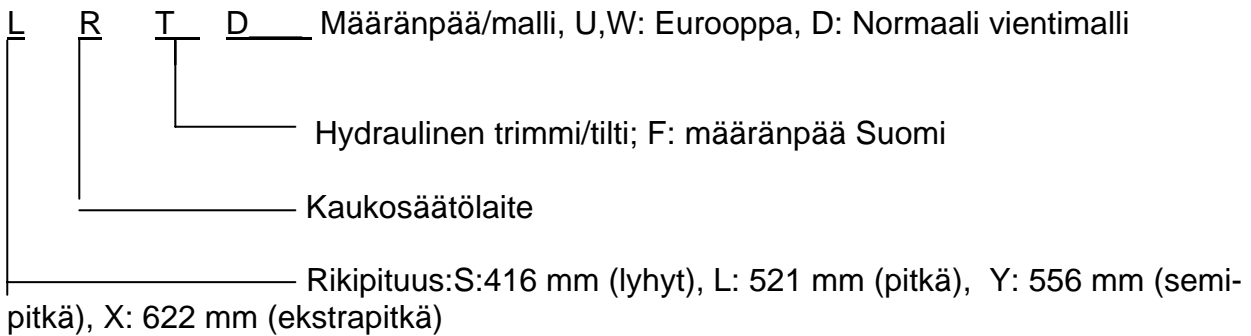 L R T D Määränpää/malli, U,W: Eurooppa, D: Normaali vientimalli
Hydraulinen trimmi/tilti; F: määränpää Suomi
Kaukosäätölaite
Rikipituus:S:416 mm (lyhyt), L: 521 mm (pitkä), Y: 556 mm (semi-
pitkä), X: 622 mm (ekstrapitkä)